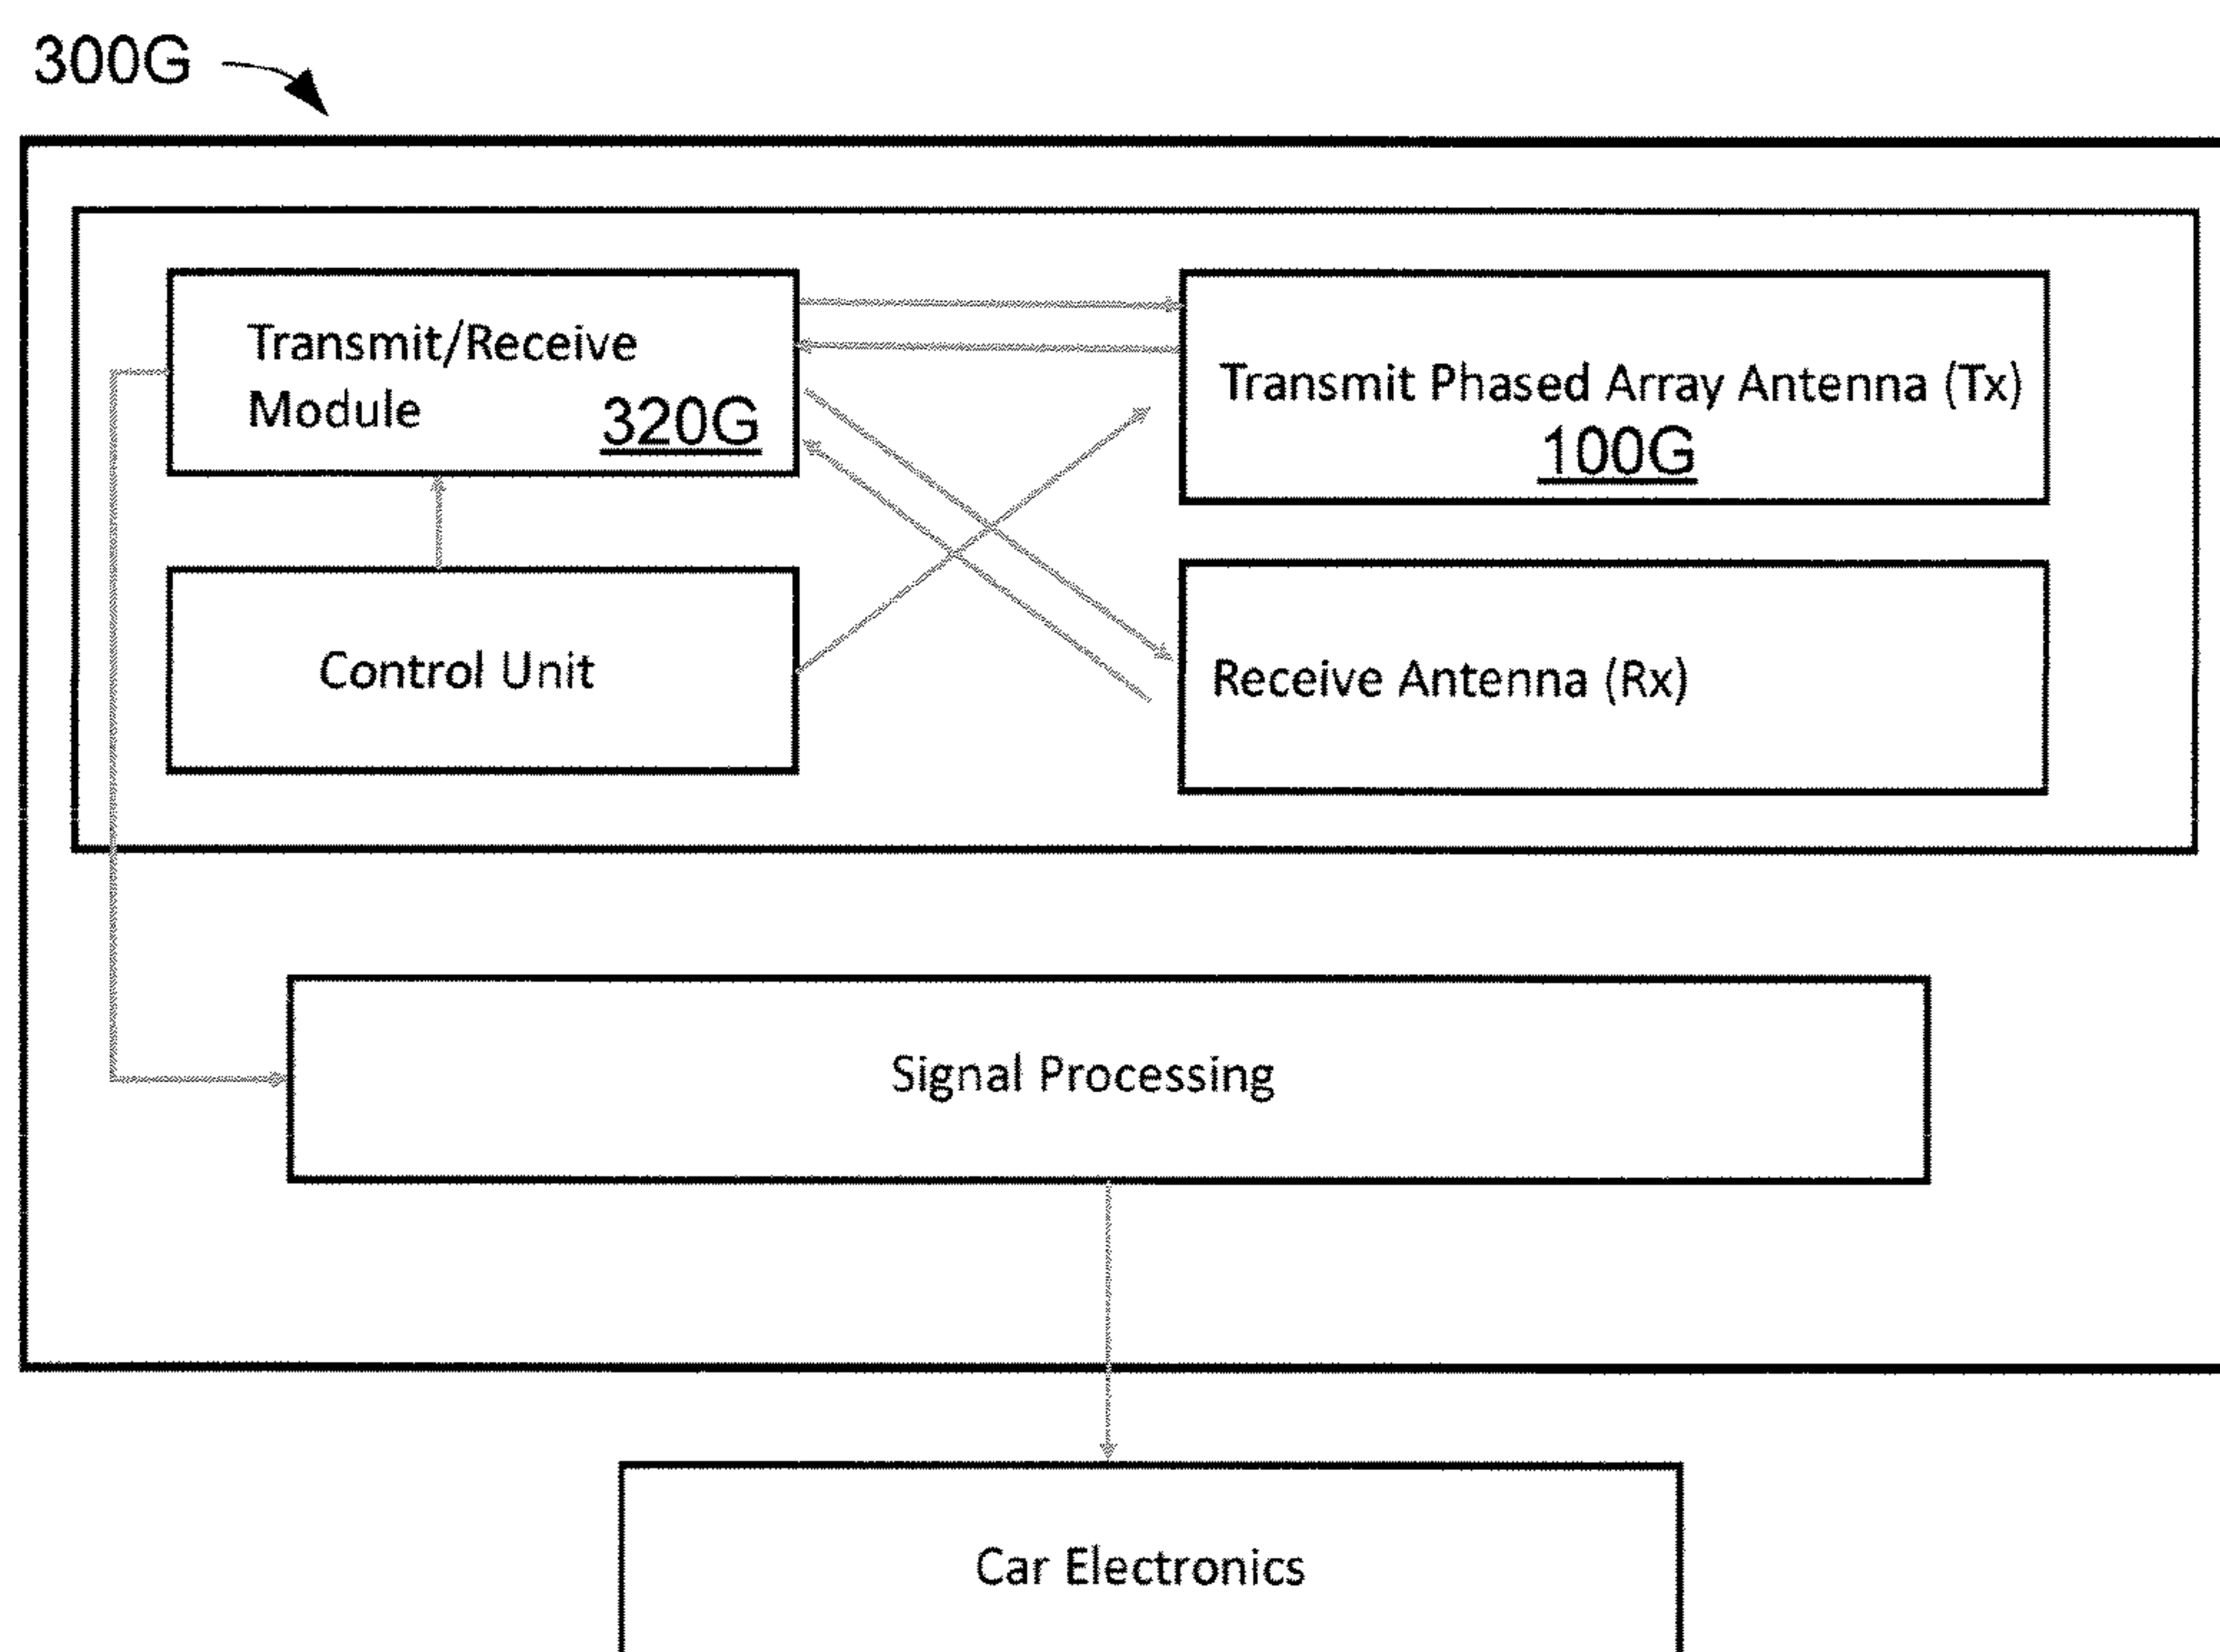 300G
Transmit/Receive
Module
320G
Transmit Phased Array Antenna (Tx)
100G
Control Unit
Receive Antenna (Rx)
Signal Processing
Car Electronics